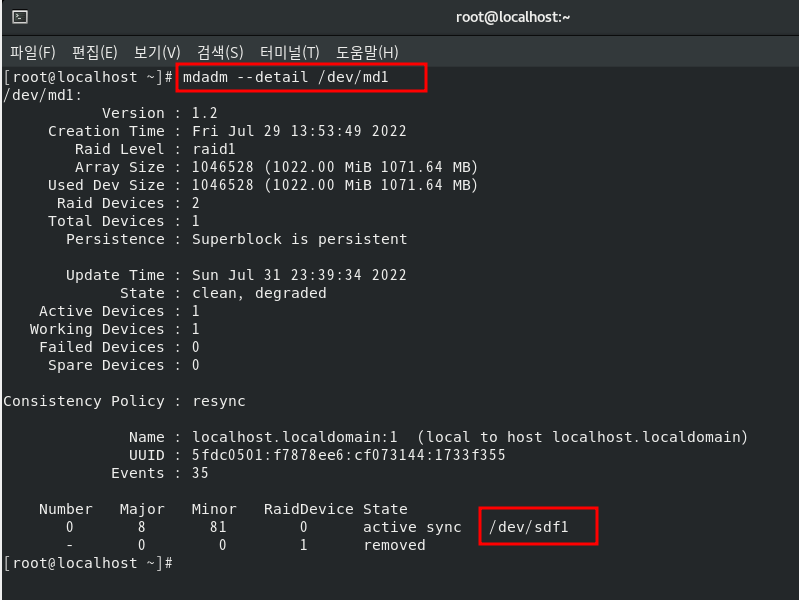 root@localhost:~
파일(F) 편집(E) 보기(V) 검색(S) 터미널(T) 도움말(H)
[root@localhost ~]# mdadm --detail /dev/md1
/dev/md1:
Version : 1.2
Creation Time : Fri Jul 29 13:53:49 2022
Raid Level : raid1
Array Size : 1046528 (1022.00 MiB 1071.64 MB)
Used Dev Size : 1046528 (1022.00 MiB 1071.64 MB)
Raid Devices : 2
Total Devices : 1
Persistence : Superblock is persistent
Update Time : Sun Jul 31 23:39:34 2022
State : clean, degraded
Active Devices : 1
Working Devices : 1
Failed Devices : 0
Spare Devices : 0
Consistency Policy : resync
Name : localhost.localdomain:1 (local to host localhost.localdomain)
UUID : 5fdc0501:f7878ee6:cf073144:1733f355
Events : 35
Number Major Minor RaidDevice State
0 8 81 0 active sync /dev/sdf1
- 0 0 1 removed
[root@localhost ~]#